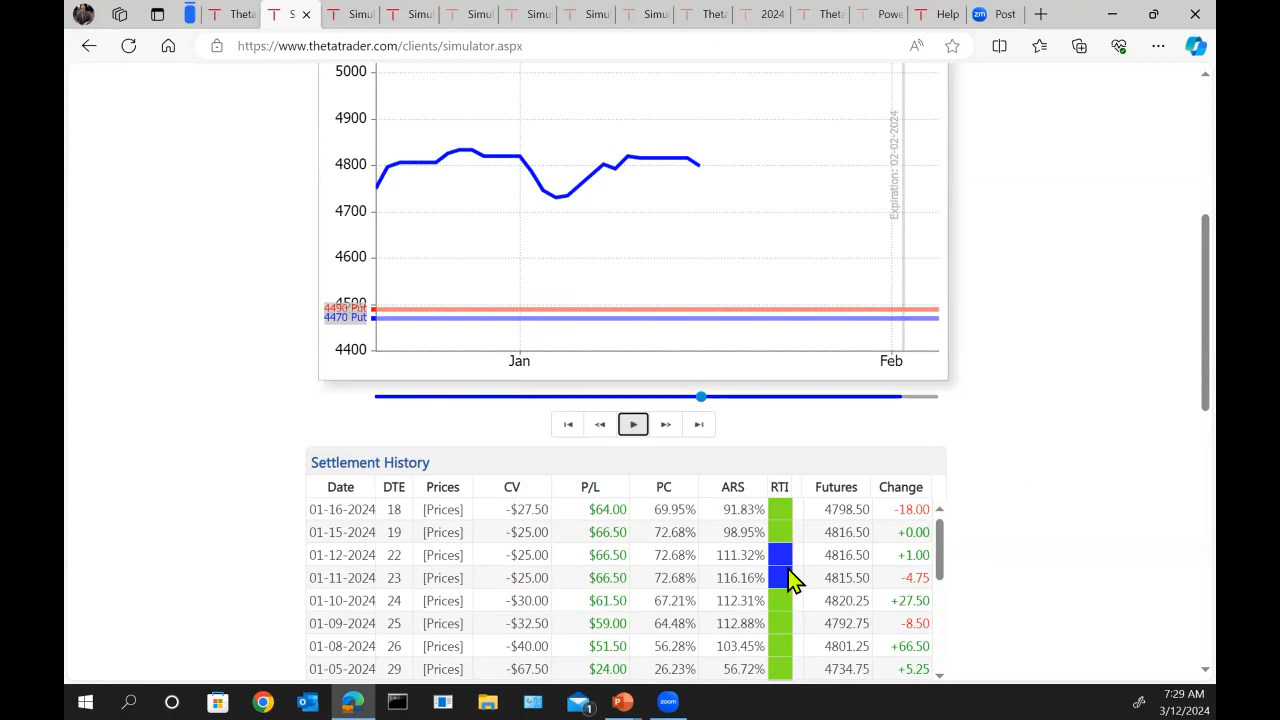 Theta
S
Simul
Simul
Simul
Simu
Simu
Simul
Theta
202
Theta
Powe
Help
zm Post
https://www.thetatrader.com/clients/simulator.aspx
5000
4900
4800
4700
4600
4500
4490 Put
4470 Put
4400
Expiration: 02-02-2024
Jan Feb
Settlement History
Date DTE Prices CV P/L PC ARS RTI Futures Change
01-16-2024 18 [Prices] -$27.50 $64.00 69.95% 91.83% 4798.50 -18.00
01-15-2024 19 [Prices] -$25.00 $66.50 72.68% 98.95% 4816.50 +0.00
01-12-2024 22 [Prices] -$25.00 $66.50 72.68% 111.32% 4816.50 +1.00
01-11-2024 23 [Prices] -$25.00 $66.50 72.68% 116.16% 4815.50 -4.75
01-10-2024 24 [Prices] -$30.00 $61.50 67.21% 112.31% 4820.25 +27.50
01-09-2024 25 [Prices] -$32.50 $59.00 64.48% 112.88% 4792.75 -8.50
01-08-2024 26 [Prices] -$40.00 $51.50 56.28% 103.45% 4801.25 +66.50
01-05-2024 29 [Prices] -$67.50 $24.00 26.23% 56.72% 4734.75 +5.25
1
zoom
7:29 AM
3/12/2024